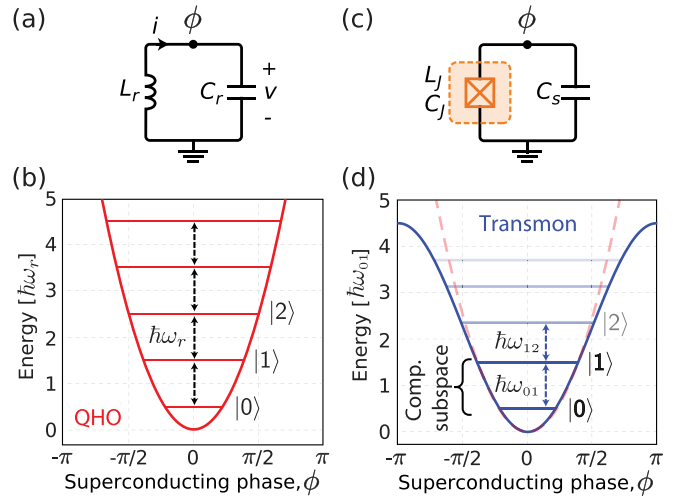 (a)
i
ϕ
L_r
C_r
+
v
-
(c)
ϕ
L_J
C_J
C_s
(b)
5
4
3
2
1
0
Energy [ℏω_r]
ℏω_r
|2⟩
|1⟩
|0⟩
QHO
-π
-π/2
0
π/2
π
Superconducting phase, ϕ
(d)
5
4
3
2
1
0
Energy [ℏω_01]
Transmon
|2⟩
ℏω_12
|1⟩
ℏω_01
Comp.
subspace
|0⟩
-π
-π/2
0
π/2
π
Superconducting phase, ϕ